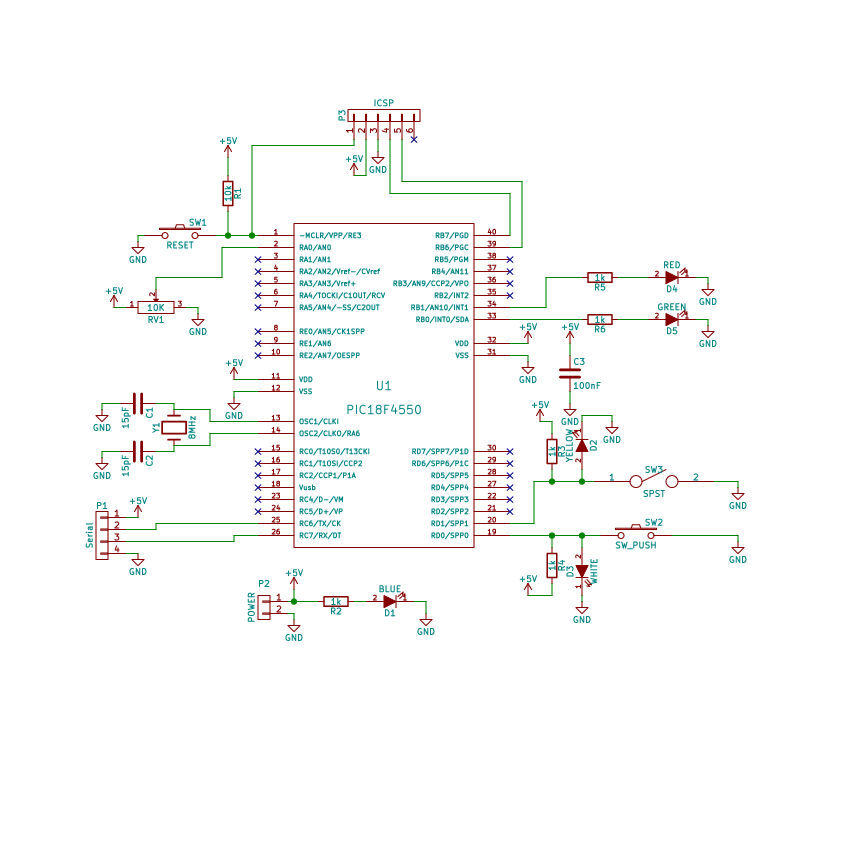 ICSP
P3
1 2 3 4 5 6
+5V
+5V
GND
10k
R1
SW1
RESET
GND
+5V
1 2 3
10K
RV1
GND
1 -MCLR/VPP/RE3
2 RA0/AN0
3 RA1/AN1
4 RA2/AN2/Vref-/CVref
5 RA3/AN3/Vref+
6 RA4/TOCKI/C1OUT/RCV
7 RA5/AN4/-SS/C2OUT
8 RE0/AN5/CK1SPP
9 RE1/AN6
10 RE2/AN7/OESPP
11 VDD
12 VSS
13 OSC1/CLKI
14 OSC2/CLKO/RA6
15 RC0/T1OSO/T13CKI
16 RC1/T1OSI/CCP2
17 RC2/CCP1/P1A
18 Vusb
23 RC4/D-/VM
24 RC5/D+/VP
25 RC6/TX/CK
26 RC7/RX/DT
U1
PIC18F4550
RB7/PGD 40
RB6/PGC 39
RB5/PGM 38
RB4/AN11 37
RB3/AN9/CCP2/VPO 36
RB2/INT2 35
RB1/AN10/INT1 34
RB0/INT0/SDA 33
VDD 32
VSS 31
RD7/SPP7/P1D 30
RD6/SPP6/P1C 29
RD5/SPP5 28
RD4/SPP4 27
RD3/SPP3 22
RD2/SPP2 21
RD1/SPP1 20
RD0/SPP0 19
1k
R5
RED
2 1
D4
GND
1k
R6
GREEN
2 1
D5
GND
+5V
GND
+5V
C3
100nF
GND
+5V
1k
R3
YELLOW
1
2
D2
GND
1 SW3 2
SPST
GND
SW2
SW_PUSH
GND
1k
R4
+5V
D3
2
1
WHITE
GND
+5V
GND
GND
15pF
C1
Y1
8MHz
GND
15pF
C2
P1
Serial
1
2
3
4
+5V
GND
P2
POWER
1
2
+5V
GND
1k
R2
BLUE
2 1
D1
GND